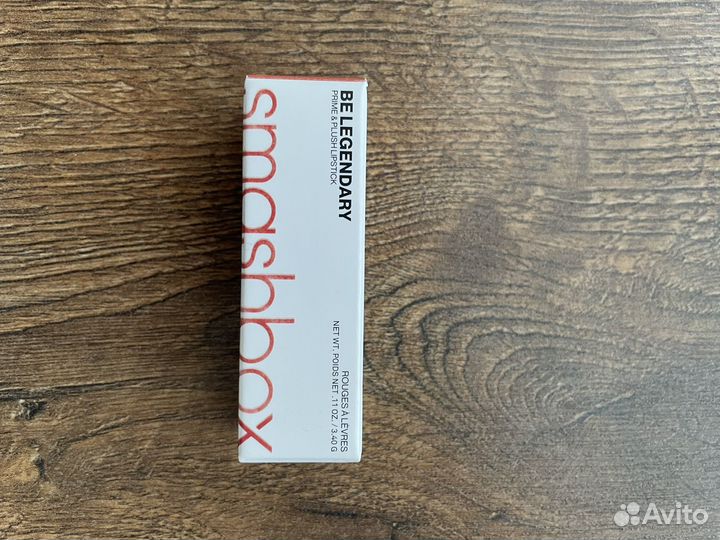 BE LEGENDARY
PRIME & PLUSH LIPSTICK
ROUGES À LÈVRES
NET WT. POIDS NET .11 OZ. / 3.40 G
smashbox
Avito